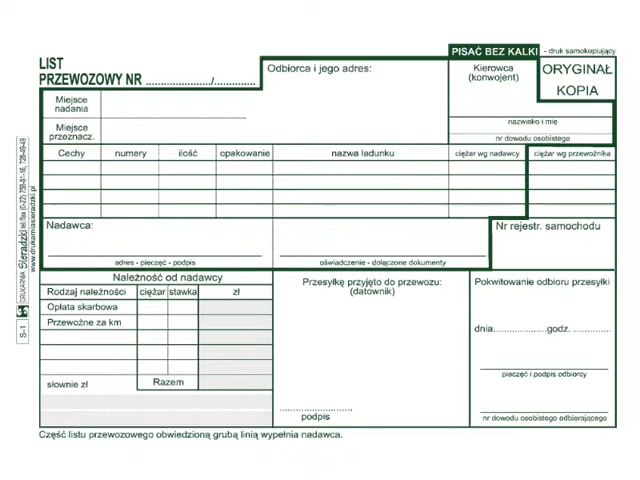 PISAĆ BEZ KALKI - druk samokopiujący
LIST
PRZEWOZOWY NR ......................../...............
Odbiorca i jego adres:
Kierowca
(konwojent)
ORYGINAŁ
KOPIA
Miejsce
nadania
Miejsce
przeznacz.
nazwisko i mię
nr dowodu osobistego
Cechy numery ilość opakowanie nazwa ładunku ciężar wg nadawcy ciężar wg przewoźnika
Nadawca:
adres - pieczęć - podpis
oświadczenie - dołączone dokumenty
Nr rejestr. samochodu
Należność od nadawcy
Rodzaj należności ciężar stawka zł
Opłata skarbowa
Przewoźne za km
słownie zł
Razem
Przesyłkę przyjęto do przewozu:
(datownik)
podpis
Pokwitowanie odbioru przesyłki
dnia....................godz. ..............
pieczęć i podpis odbiorcy
nr dowodu osobistego odbierającego
Część listu przewozowego obwiedzioną grubą linią wypełnia nadawca.
S-1
DRUKARNIA Sieradzki tel/fax (0-22) 758-81-16, 728-49-49
www.drukarniasieradzki.pl